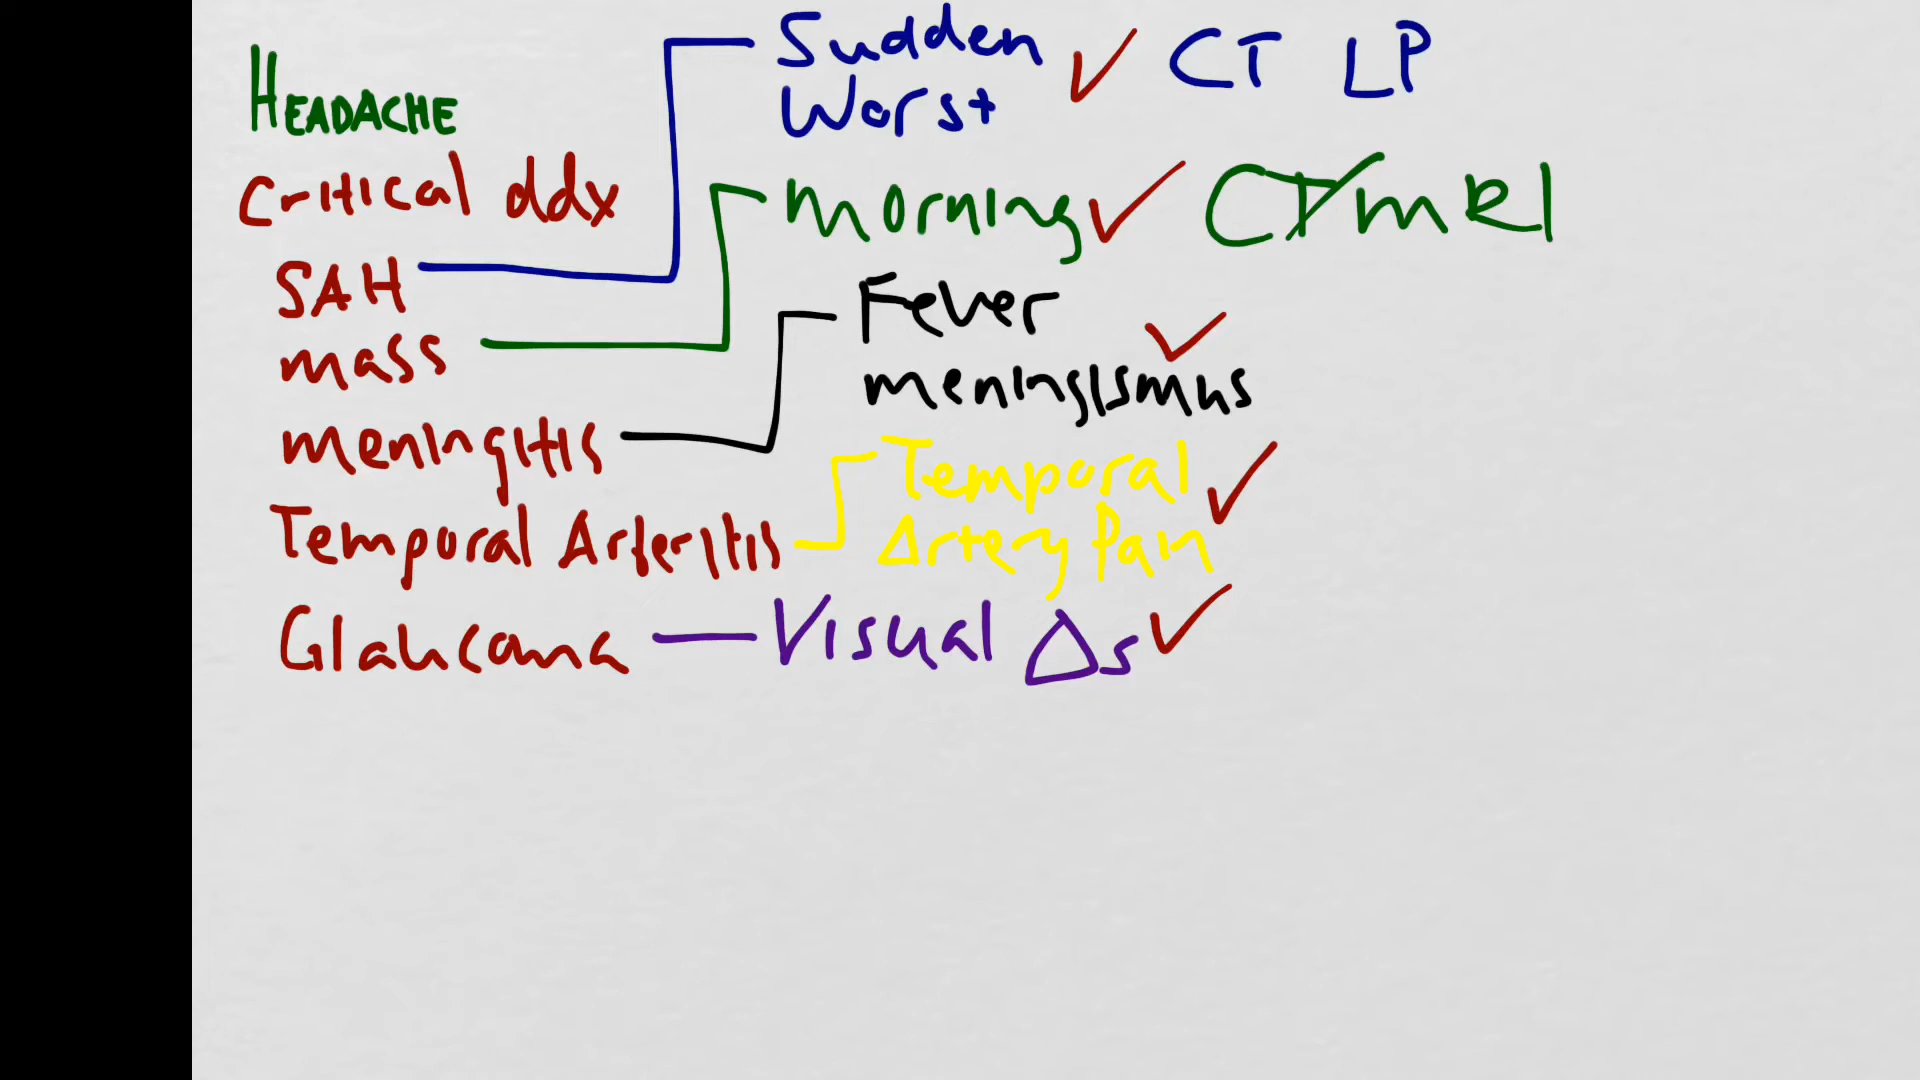 HEADACHE
Critical ddx
SAH
mass
meningitis
Temporal Arteritis
Glaucoma
Sudden ✓ CT LP
Worst
morning ✓ CT/MRI
Fever ✓
meningismus
Temporal ✓
Artery Pain
Visual Δs ✓